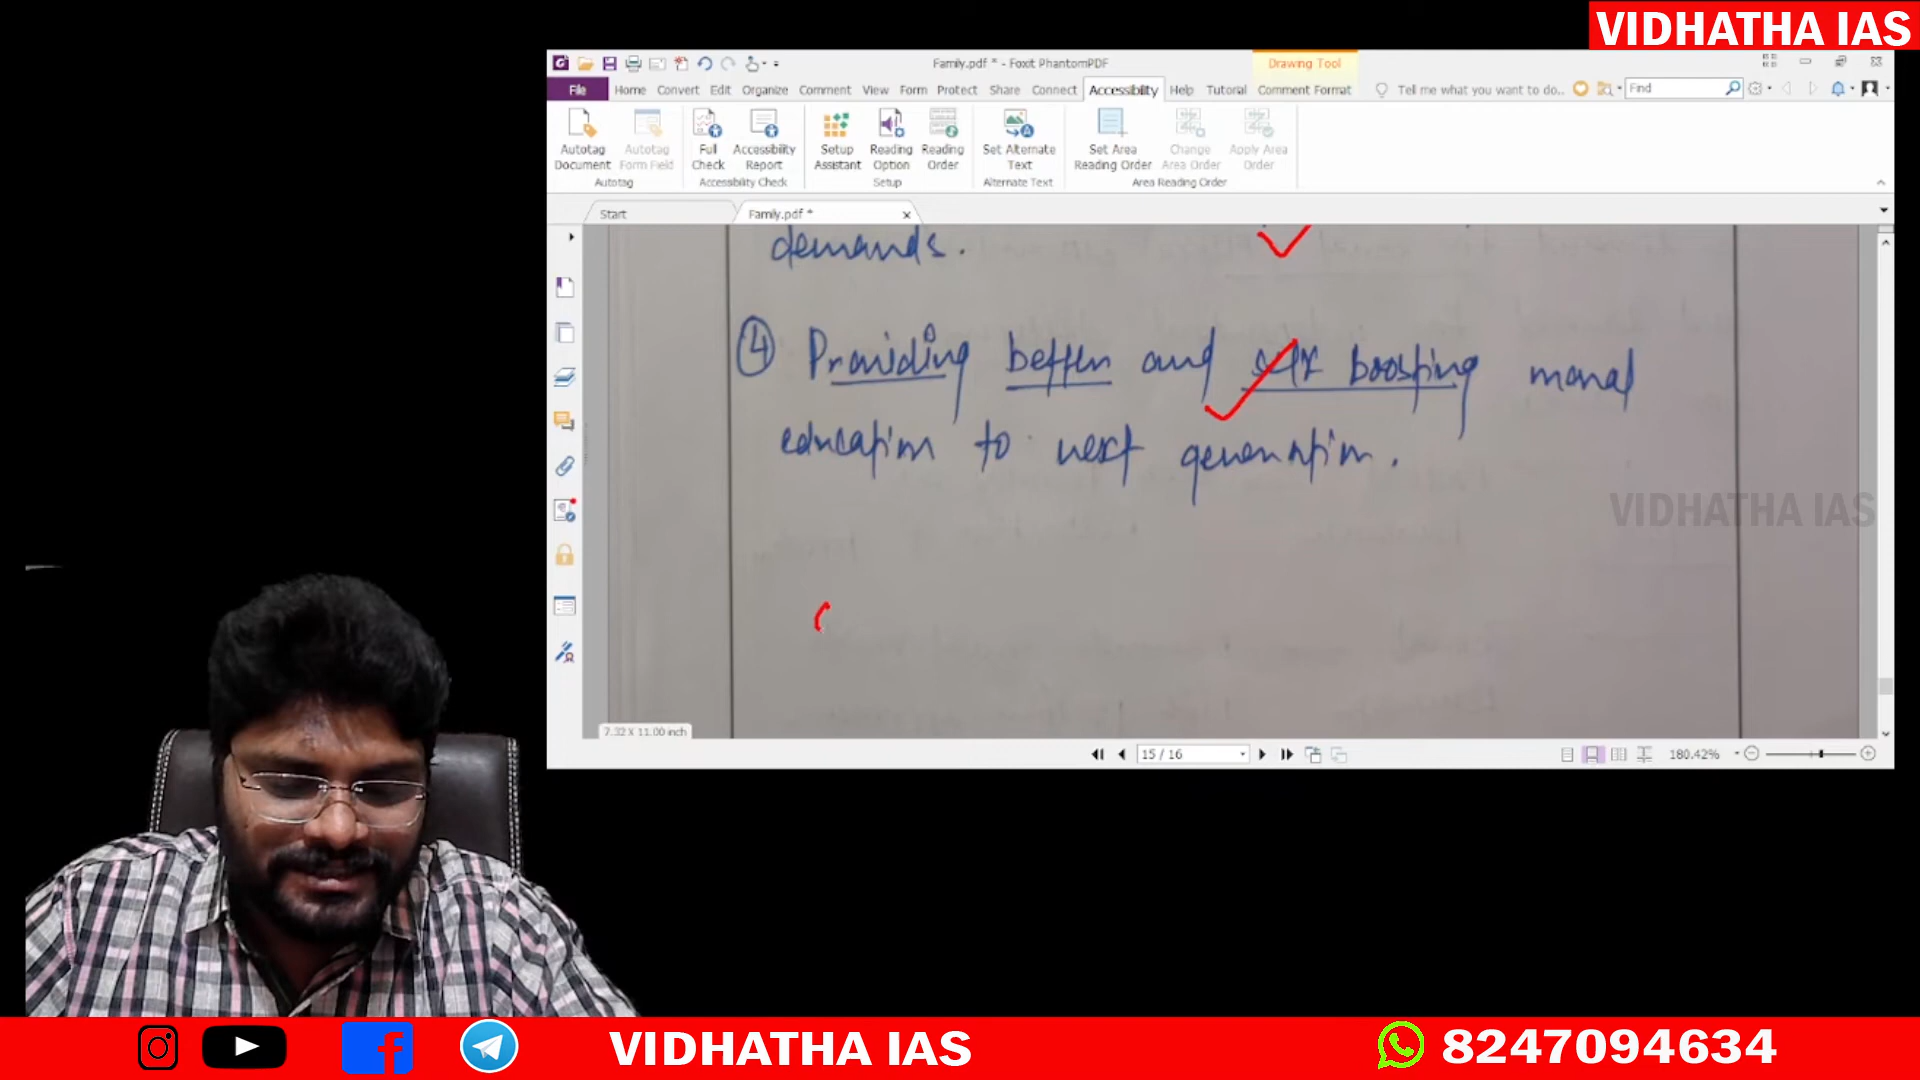 VIDHATHA IAS
Family.pdf * - Foxit PhantomPDF
Drawing Tool
File Home Convert Edit Organize Comment View Form Protect Share Connect Accessibility Help Tutorial Comment Format Tell me what you want to do.. Find
Autotag Document
Autotag Form Field
Full Check
Accessibility Report
Setup Assistant
Reading Option
Reading Order
Set Alternate Text
Set Area Reading Order
Change Area Order
Apply Area Order
Autotag Accessibility Check Setup Alternate Text Area Reading Order
Start Family.pdf *
demands.
④ Providing better and self boosting moral
education to next generation.
VIDHATHA IAS
7.32 X 11.00 inch
15 / 16
180.42%
VIDHATHA IAS 8247094634